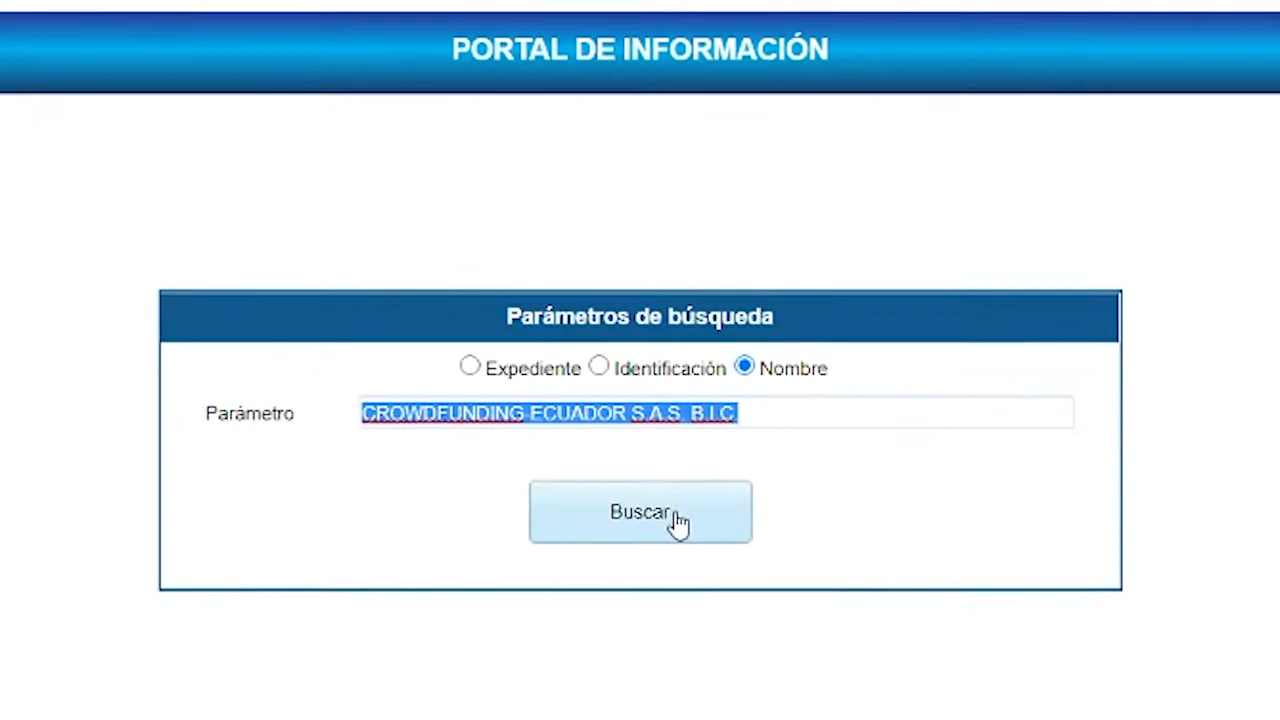 PORTAL DE INFORMACIÓN
Parámetros de búsqueda
Expediente Identificación Nombre
Parámetro CROWDFUNDING ECUADOR S.A.S. B.I.C.
Buscar